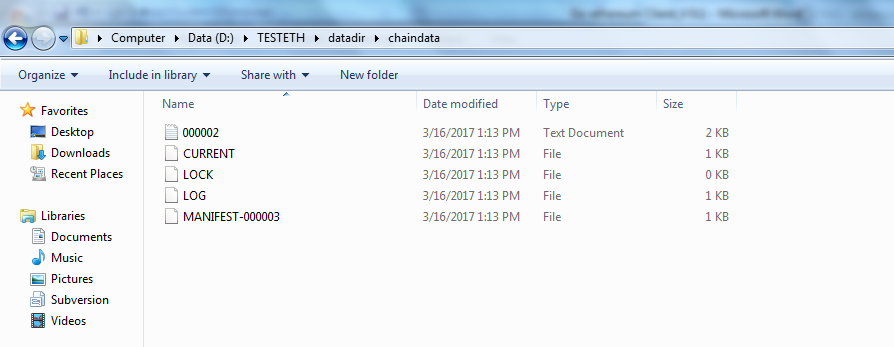 Computer Data (D:) TESTETH datadir chaindata
Organize Include in library Share with New folder
Favorites
Desktop
Downloads
Recent Places
Libraries
Documents
Music
Pictures
Subversion
Videos
Name Date modified Type Size
000002 3/16/2017 1:13 PM Text Document 2 KB
CURRENT 3/16/2017 1:13 PM File 1 KB
LOCK 3/16/2017 1:13 PM File 0 KB
LOG 3/16/2017 1:13 PM File 1 KB
MANIFEST-000003 3/16/2017 1:13 PM File 1 KB